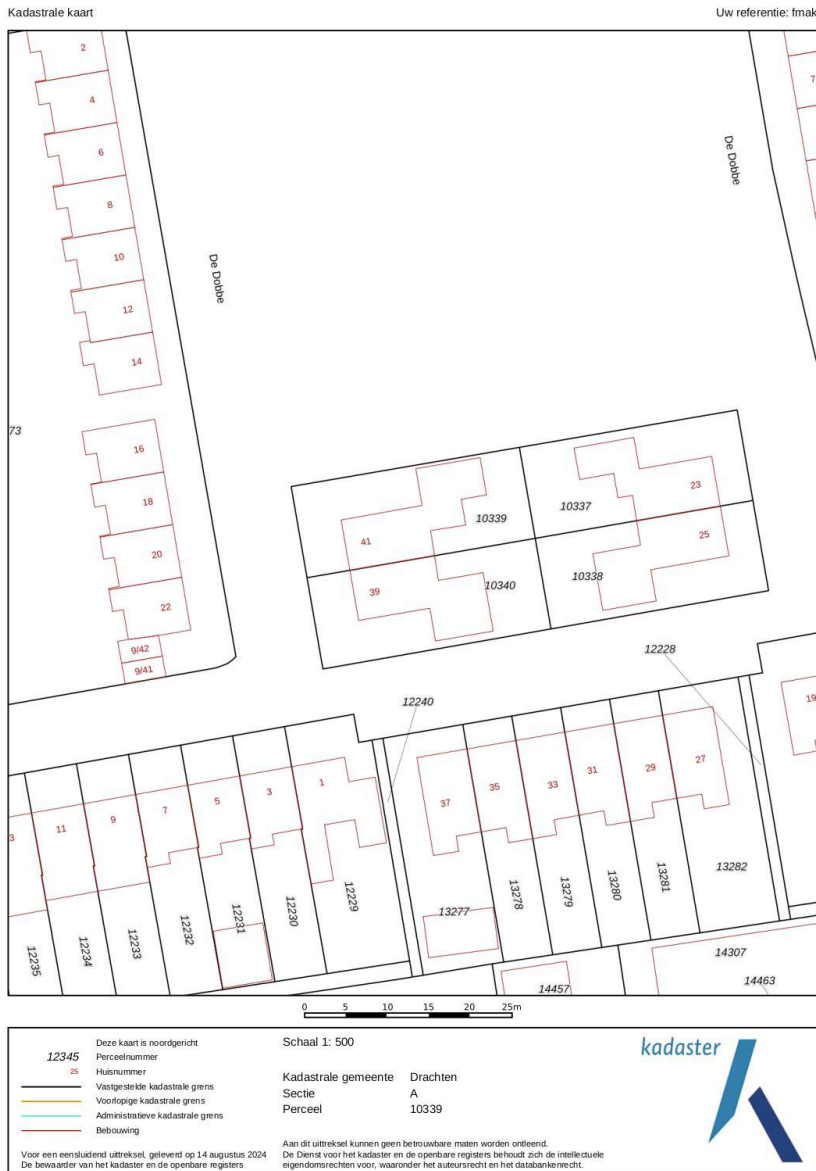 Kadastrale kaart
Uw referentie: fmak
2
4
6
8
10
12
14
16
18
20
22
9/42
9/41
73
De Dobbe
De Dobbe
7
41
10339
10337
23
39
10340
10338
25
12240
12228
19
3
11
9
7
5
3
1
37
35
33
31
29
27
12235
12234
12233
12232
12231
12230
12229
13277
13278
13279
13280
13281
13282
14307
14457
14463
0 5 10 15 20 25m
Deze kaart is noordgericht
12345 Perceelnummer
25 Huisnummer
Vastgestelde kadastrale grens
Voorlopige kadastrale grens
Administratieve kadastrale grens
Bebouwing
Voor een eensluidend uittreksel, geleverd op 14 augustus 2024
De bewaarder van het kadaster en de openbare registers
Schaal 1: 500
Kadastrale gemeente Drachten
Sectie A
Perceel 10339
Aan dit uittreksel kunnen geen betrouwbare maten worden ontleend.
De Dienst voor het kadaster en de openbare registers behoudt zich de intellectuele
eigendomsrechten voor, waaronder het auteursrecht en het databankenrecht.
kadaster